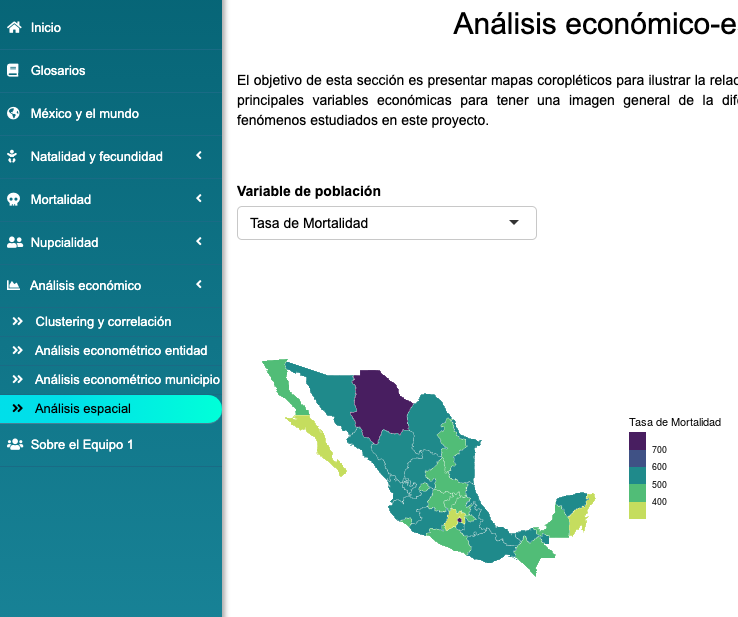 Inicio
Glosarios
México y el mundo
Natalidad y fecundidad
Mortalidad
Nupcialidad
Análisis económico
Clustering y correlación
Análisis econométrico entidad
Análisis econométrico municipio
Análisis espacial
Sobre el Equipo 1
Análisis económico-e
El objetivo de esta sección es presentar mapas coropléticos para ilustrar la relac
principales variables económicas para tener una imagen general de la dif
fenómenos estudiados en este proyecto.
Variable de población
Tasa de Mortalidad
Tasa de Mortalidad
700
600
500
400